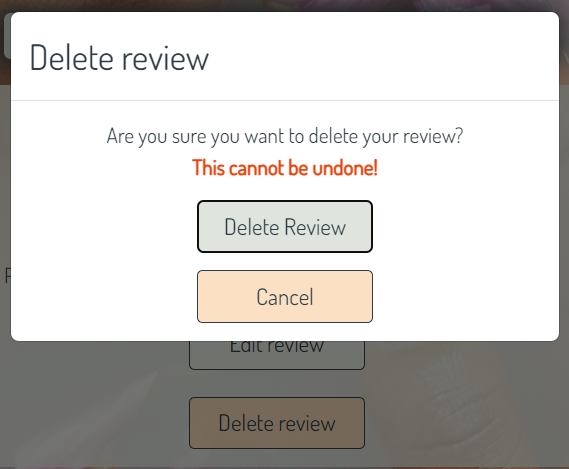 Delete review
Are you sure you want to delete your review?
This cannot be undone!
Delete Review
Cancel
Edit review
Delete review